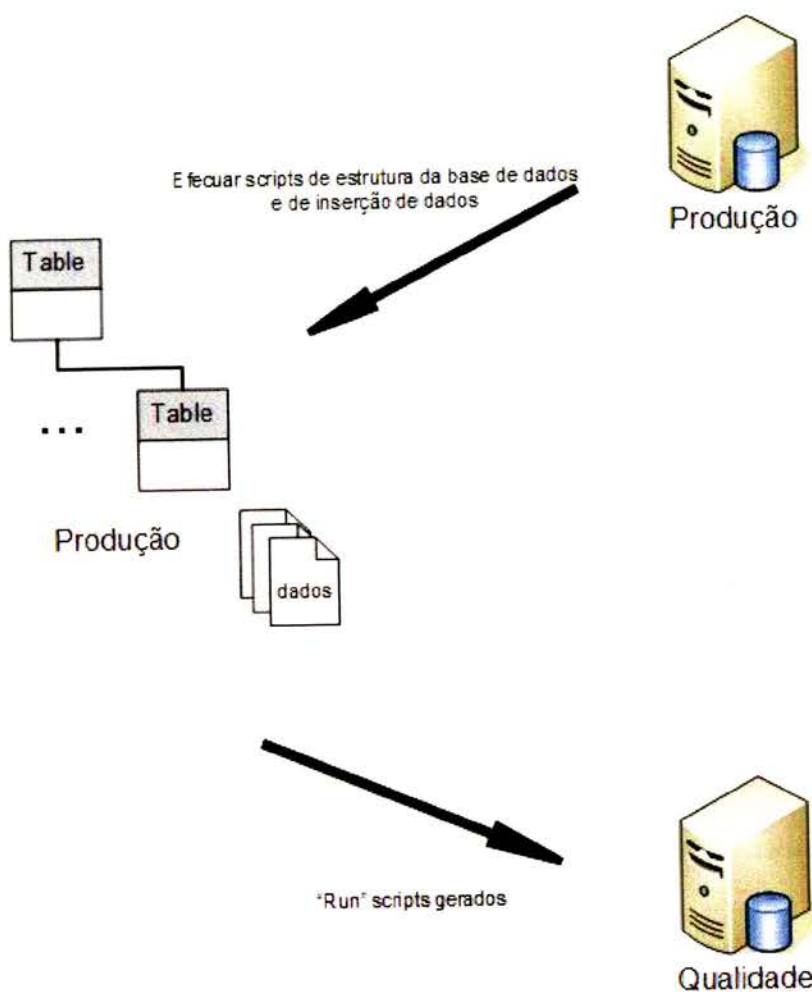 Efecuar scripts de estrutura da base de dados
e de inserção de dados
Produção
Table
Table
...
Produção
dados
"Run" scripts gerados
Qualidade